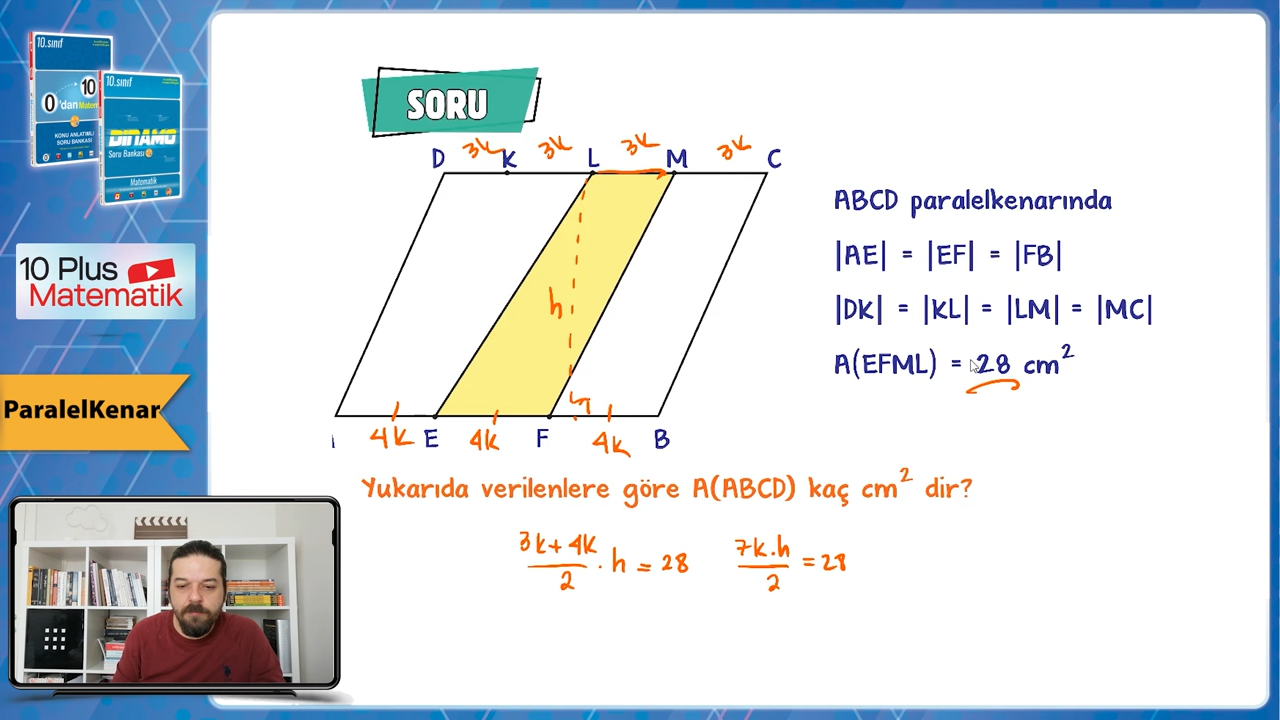 10.sınıf
0'dan 10
Matem
KONU ANLATIMLI
SORU BANKASI
10.sınıf
DİNAMO
Soru Bankası
Matematik
10 Plus
Matematik
ParalelKenar
SORU
3k 3k 3k 3k
D K L M C
h
4k 4k 4k
E F B
ABCD paralelkenarında
|AE| = |EF| = |FB|
|DK| = |KL| = |LM| = |MC|
A(EFML) = 28 cm²
Yukarıda verilenlere göre A(ABCD) kaç cm² dir?
3k+4k/2 . h = 28
7k.h/2 = 28